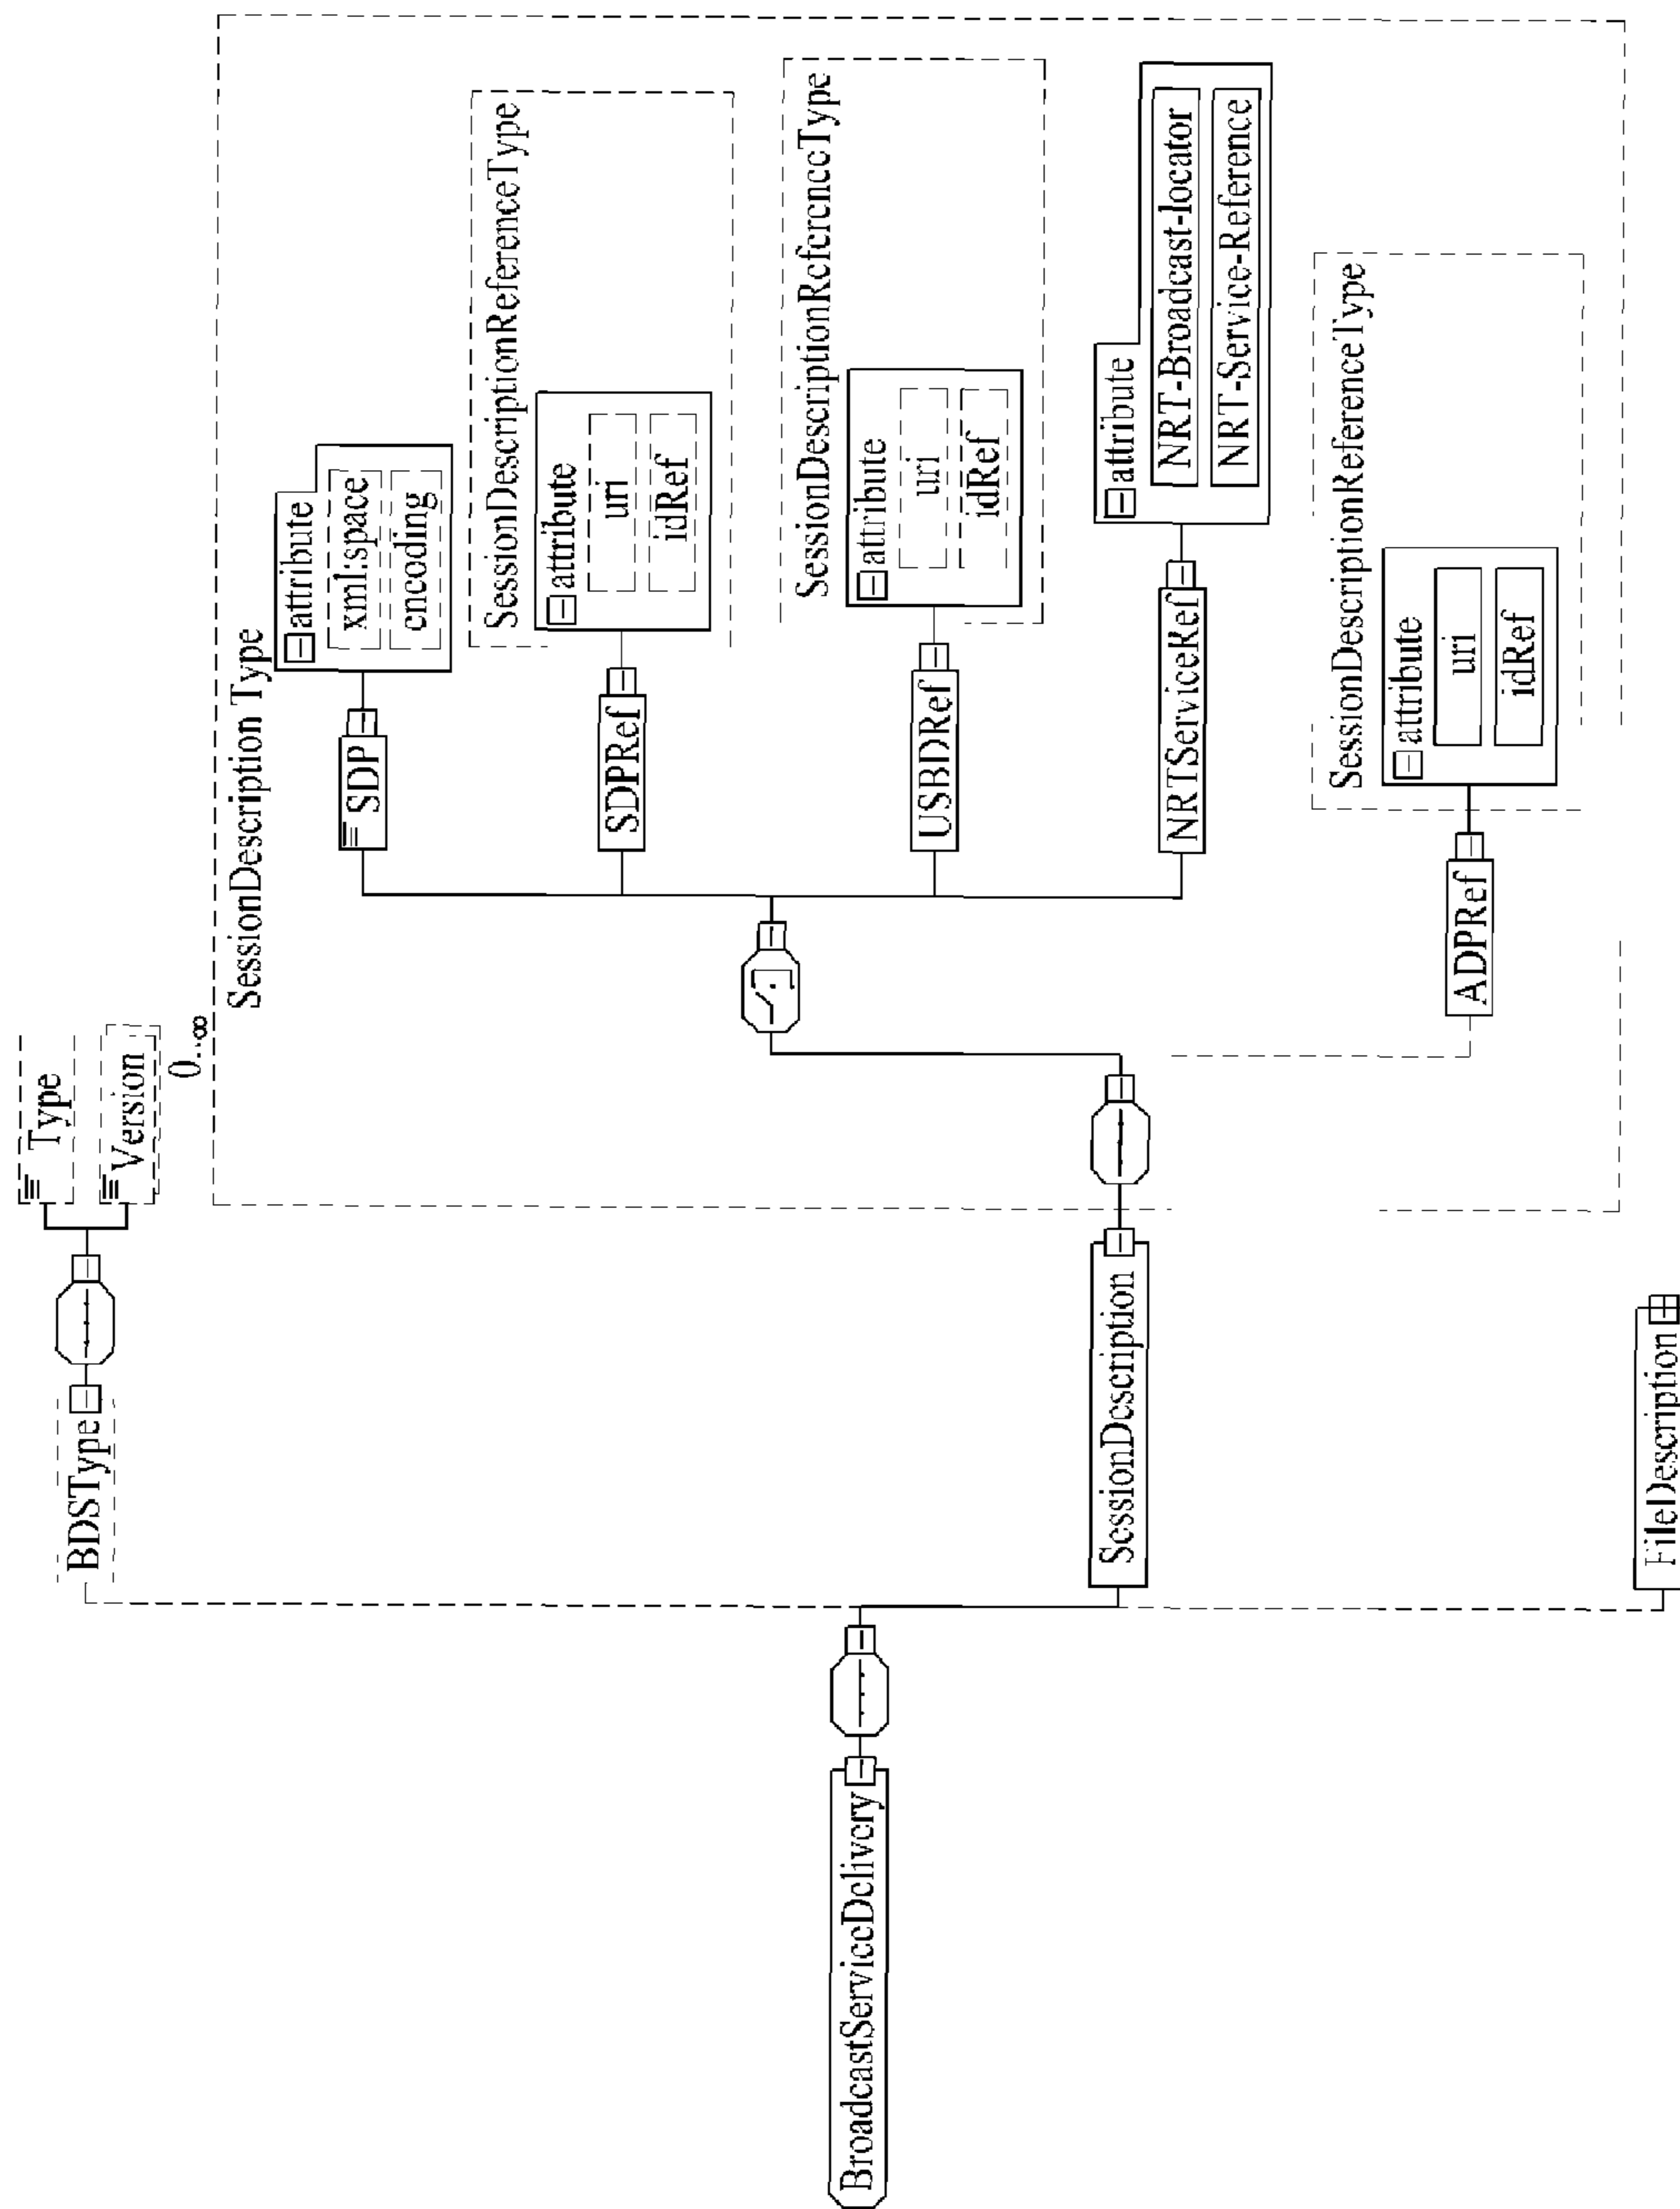 Type
Version
0..∞
BDSType
SessionDescription Type
attribute
xml:space
encoding
SDP
SessionDescriptionReferenceType
attribute
uri
idRef
SDPRef
SessionDescriptionReferenceType
attribute
uri
idRef
USBDRef
BroadcastServiceDelivery
SessionDescription
attribute
NRT-Broadcast-locator
NRT-Service-Reference
NRTServiceRef
SessionDescriptionReferenceType
attribute
uri
idRef
ADPRef
FileDescription